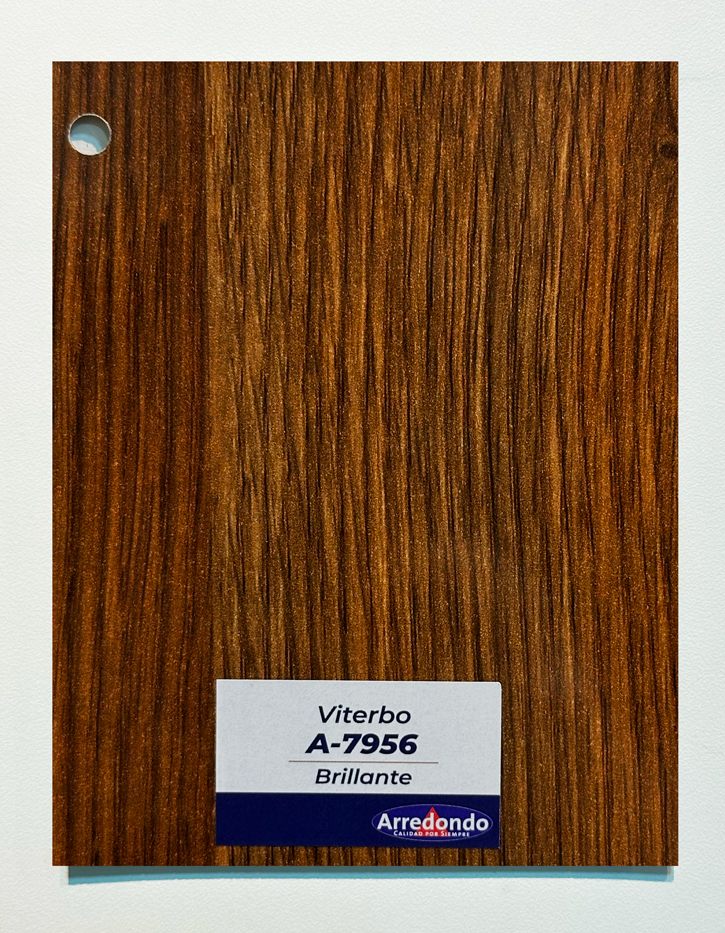 Viterbo
A-7956
Brillante
Arredondo
CALIDAD POR SIEMPRE